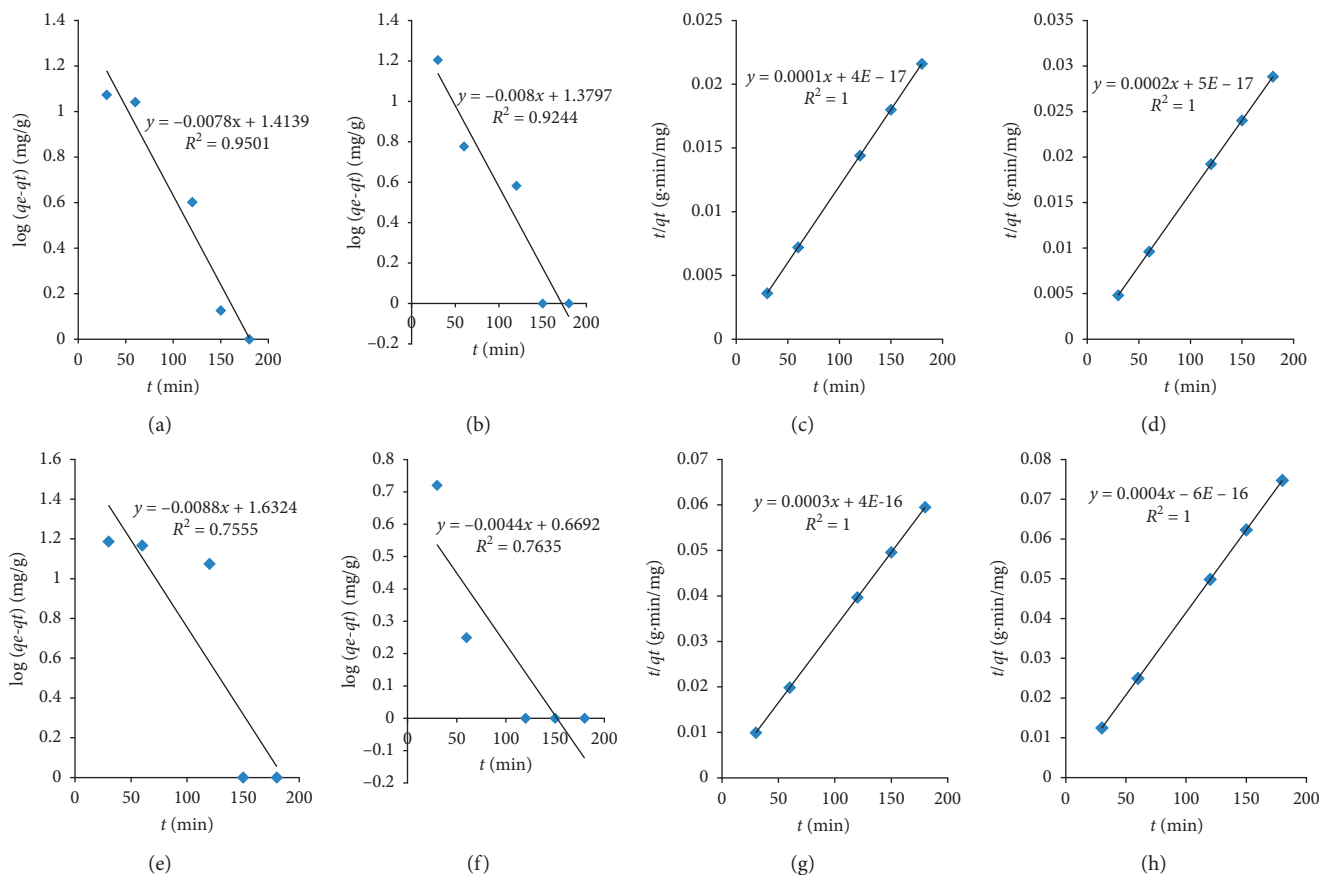 1.4
1.2
1
0.8
0.6
0.4
0.2
0
log (qe-qt) (mg/g)
y = –0.0078x + 1.4139
R² = 0.9501
0 50 100 150 200
t (min)
(a)
1.4
1.2
1
0.8
0.6
0.4
0.2
0
–0.2
log (qe-qt) (mg/g)
y = –0.008x + 1.3797
R² = 0.9244
0 50 100 150 200
t (min)
(b)
0.025
0.02
0.015
0.01
0.005
0
t/qt (g·min/mg)
y = 0.0001x + 4E – 17
R² = 1
0 50 100 150 200
t (min)
(c)
0.035
0.03
0.025
0.02
0.015
0.01
0.005
0
t/qt (g·min/mg)
y = 0.0002x + 5E – 17
R² = 1
0 50 100 150 200
t (min)
(d)
1.6
1.4
1.2
1
0.8
0.6
0.4
0.2
0
log (qe-qt) (mg/g)
y = –0.0088x + 1.6324
R² = 0.7555
0 50 100 150 200
t (min)
(e)
0.8
0.7
0.6
0.5
0.4
0.3
0.2
0.1
0
–0.1
–0.2
log (qe-qt) (mg/g)
y = –0.0044x + 0.6692
R² = 0.7635
0 50 100 150 200
t (min)
(f)
0.07
0.06
0.05
0.04
0.03
0.02
0.01
0
t/qt (g·min/mg)
y = 0.0003x + 4E-16
R² = 1
0 50 100 150 200
t (min)
(g)
0.08
0.07
0.06
0.05
0.04
0.03
0.02
0.01
0
t/qt (g·min/mg)
y = 0.0004x – 6E – 16
R² = 1
0 50 100 150 200
t (min)
(h)